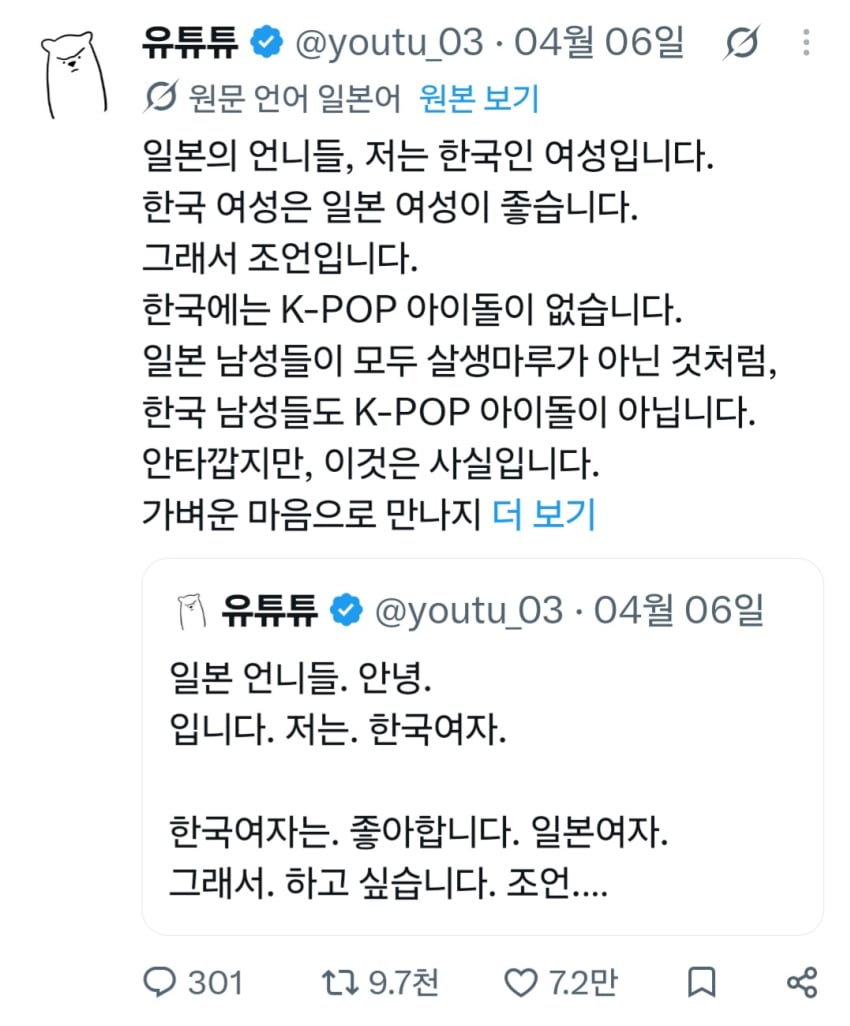 유튜튜 @youtu_03 · 04월 06일
원문 언어 일본어 원본 보기
일본의 언니들, 저는 한국인 여성입니다.
한국 여성은 일본 여성이 좋습니다.
그래서 조언입니다.
한국에는 K-POP 아이돌이 없습니다.
일본 남성들이 모두 살생마루가 아닌 것처럼,
한국 남성들도 K-POP 아이돌이 아닙니다.
안타깝지만, 이것은 사실입니다.
가벼운 마음으로 만나지 더 보기
유튜튜 @youtu_03 · 04월 06일
일본 언니들. 안녕.
입니다. 저는. 한국여자.
한국여자는. 좋아합니다. 일본여자.
그래서. 하고 싶습니다. 조언....
301 9.7천 7.2만